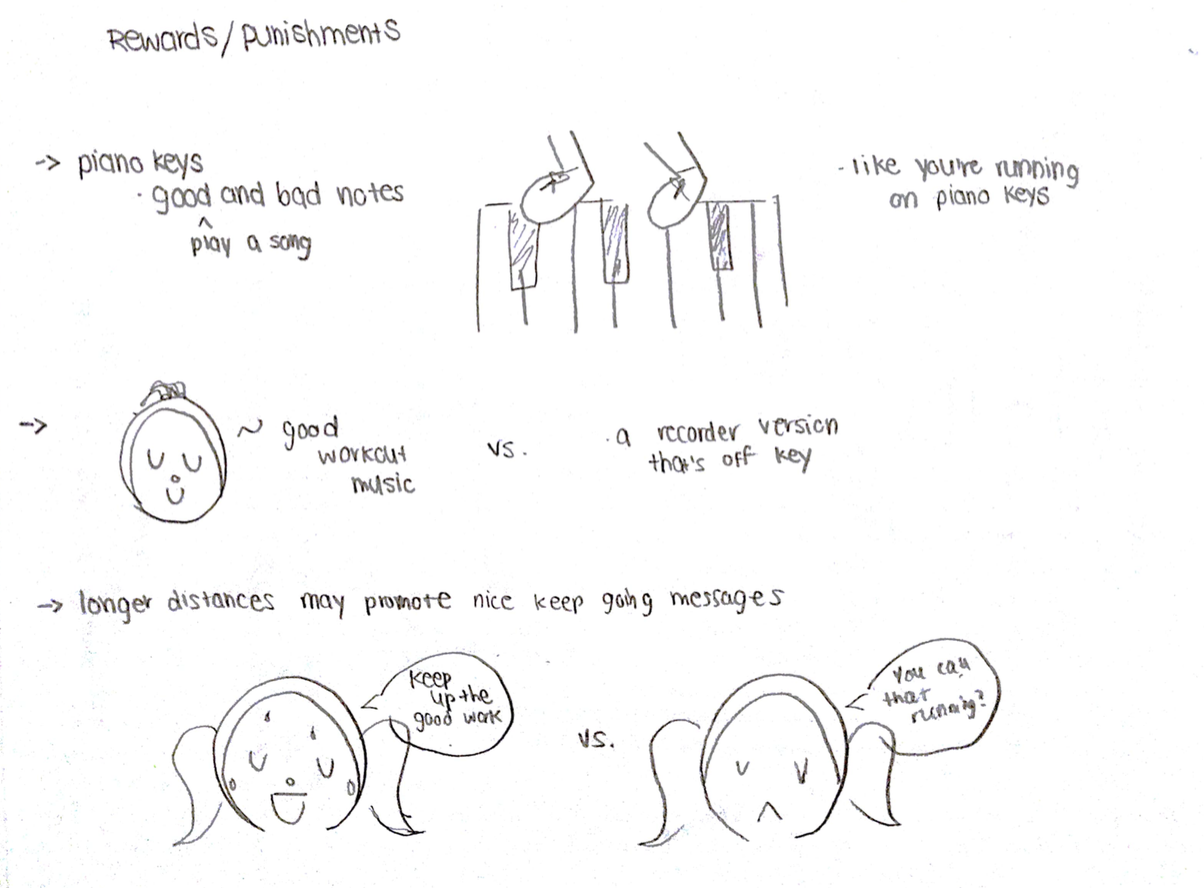 Rewards/punishments
-> piano keys
· good and bad notes
^
play a song
- like you're running
on piano keys
-> ~ good
workout
music
vs.
· a recorder version
that's off key
-> longer distances may promote nice keep going messages
Keep
up the
good work
vs.
You call
that
running?